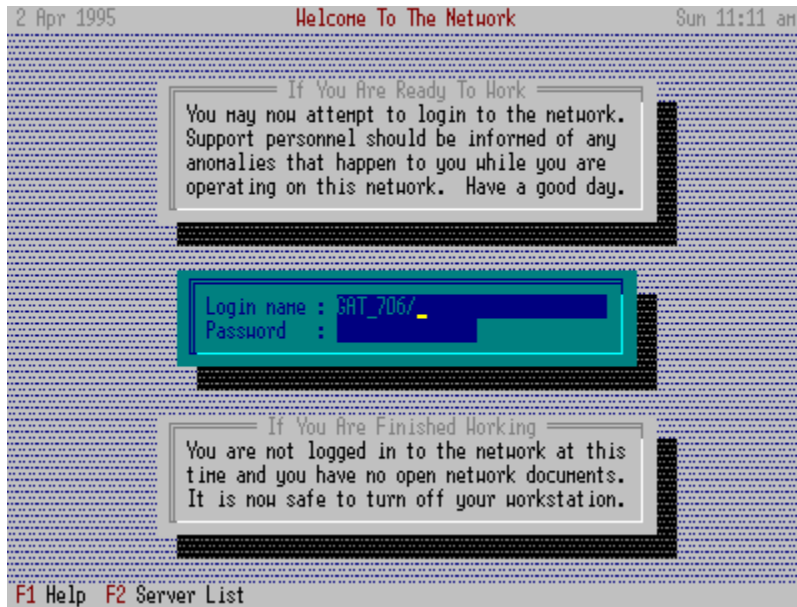 2 Apr 1995 Welcome To The Network Sun 11:11 am
If You Are Ready To Work
You may now attempt to login to the network.
Support personnel should be informed of any
anomalies that happen to you while you are
operating on this network. Have a good day.
Login name : GAT_706/_
Password :
If You Are Finished Working
You are not logged in to the network at this
time and you have no open network documents.
It is now safe to turn off your workstation.
F1 Help F2 Server List